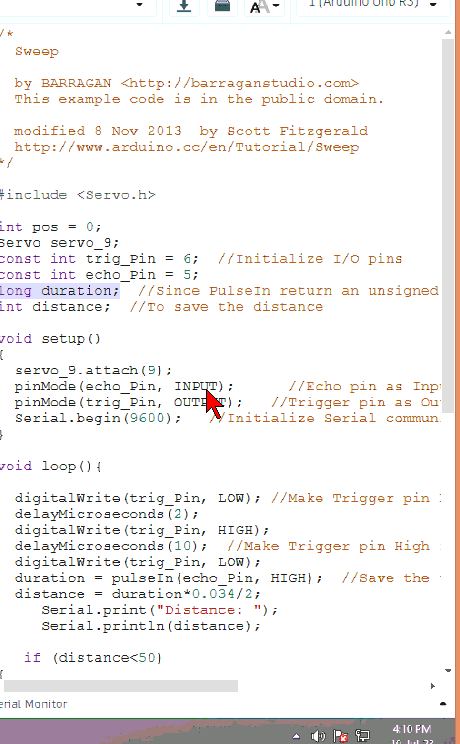 1 (Arduino Uno R3)
/*
Sweep
by BARRAGAN <http://barraganstudio.com>
This example code is in the public domain.
modified 8 Nov 2013  by Scott Fitzgerald
http://www.arduino.cc/en/Tutorial/Sweep
*/
#include <Servo.h>
int pos = 0;
Servo servo_9;
const int trig_Pin = 6;  //Initialize I/O pins
const int echo_Pin = 5;
long duration;  //Since PulseIn return an unsigned
int distance;  //To save the distance
void setup()
{
servo_9.attach(9);
pinMode(echo_Pin, INPUT);      //Echo pin as Inp
pinMode(trig_Pin, OUTPUT);   //Trigger pin as Ou
Serial.begin(9600);   //Initialize Serial commun
}
void loop(){
digitalWrite(trig_Pin, LOW); //Make Trigger pin
delayMicroseconds(2);
digitalWrite(trig_Pin, HIGH);
delayMicroseconds(10);  //Make Trigger pin High
digitalWrite(trig_Pin, LOW);
duration = pulseIn(echo_Pin, HIGH);  //Save the
distance = duration*0.034/2;
Serial.print("Distance: ");
Serial.println(distance);
if (distance<50)
{
erial Monitor
4:10 PM